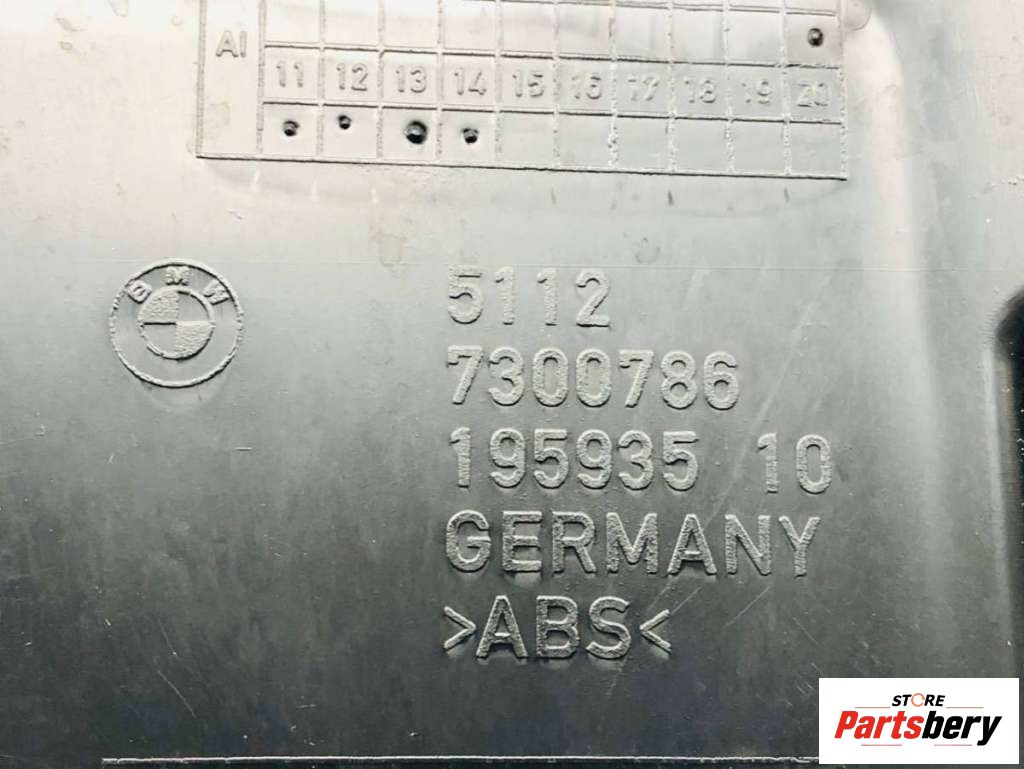 AI
11 12 13 14 15 16 17 18 19 20
BMW
5112
7300786
195935 10
GERMANY
>ABS<
STORE
Partsbery